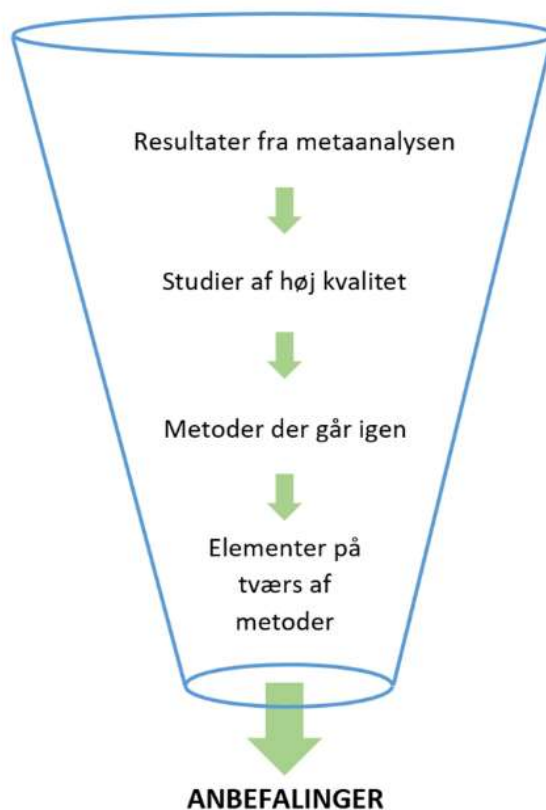 Resultater fra metaanalysen
Studier af høj kvalitet
Metoder der går igen
Elementer på
tværs af
metoder
ANBEFALINGER